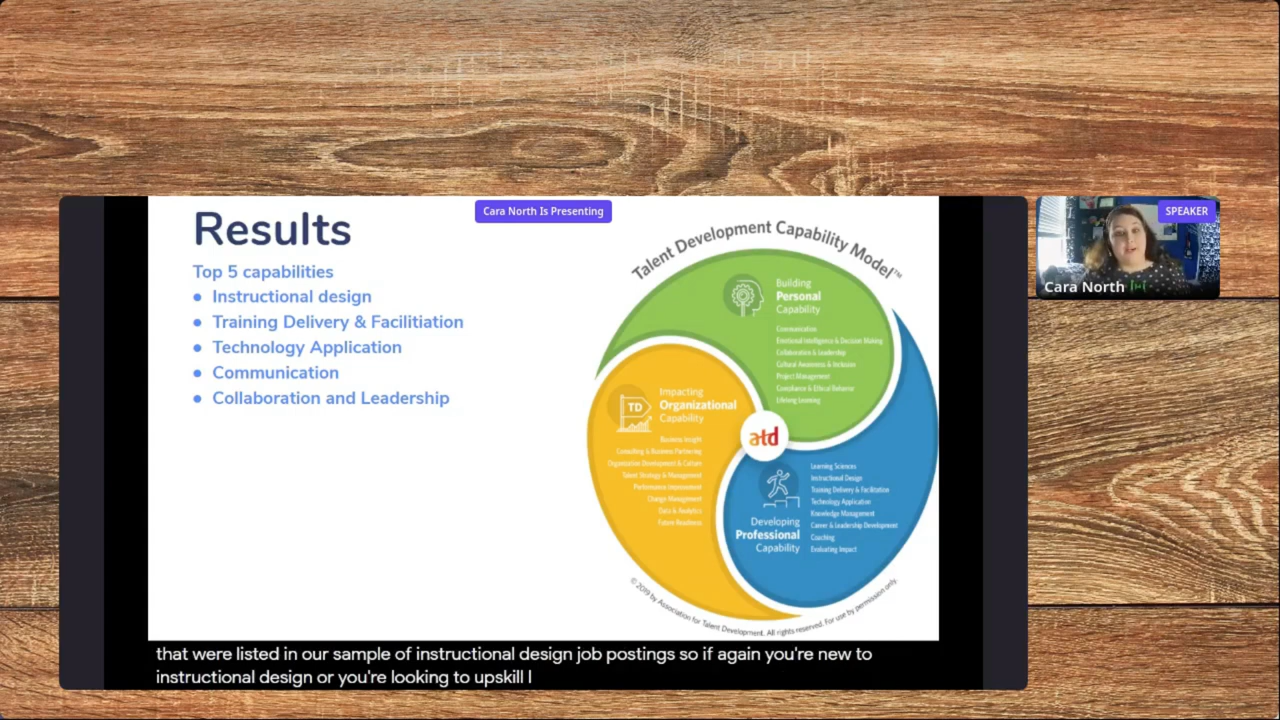 Cara North Is Presenting
SPEAKER
Cara North
Results
Top 5 capabilities
• Instructional design
• Training Delivery & Facilitiation
• Technology Application
• Communication
• Collaboration and Leadership
Talent Development Capability Model™
Building
Personal
Capability
Communication
Emotional Intelligence & Decision Making
Collaboration & Leadership
Cultural Awareness & Inclusion
Project Management
Compliance & Ethical Behavior
Lifelong Learning
TD
Impacting
Organizational
Capability
Business Insight
Consulting & Business Partnering
Organization Development & Culture
Talent Strategy & Management
Performance Improvement
Change Management
Data & Analytics
Future Readiness
atd
Developing
Professional
Capability
Learning Sciences
Instructional Design
Training Delivery & Facilitation
Technology Application
Knowledge Management
Career & Leadership Development
Coaching
Evaluating Impact
© 2019 by Association for Talent Development. All rights reserved. For use by permission only.
that were listed in our sample of instructional design job postings so if again you're new to
instructional design or you're looking to upskill I